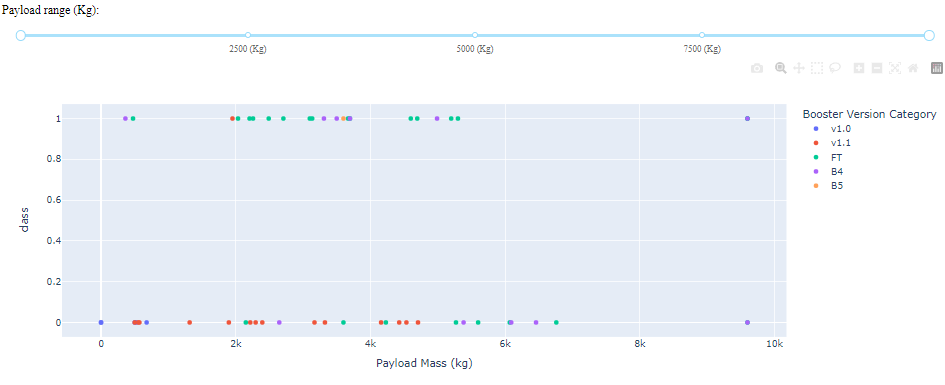 Payload range (Kg):
2500 (Kg) 5000 (Kg) 7500 (Kg)
Booster Version Category
v1.0
v1.1
FT
B4
B5
1
0.8
0.6
0.4
0.2
0
class
0 2k 4k 6k 8k 10k
Payload Mass (kg)